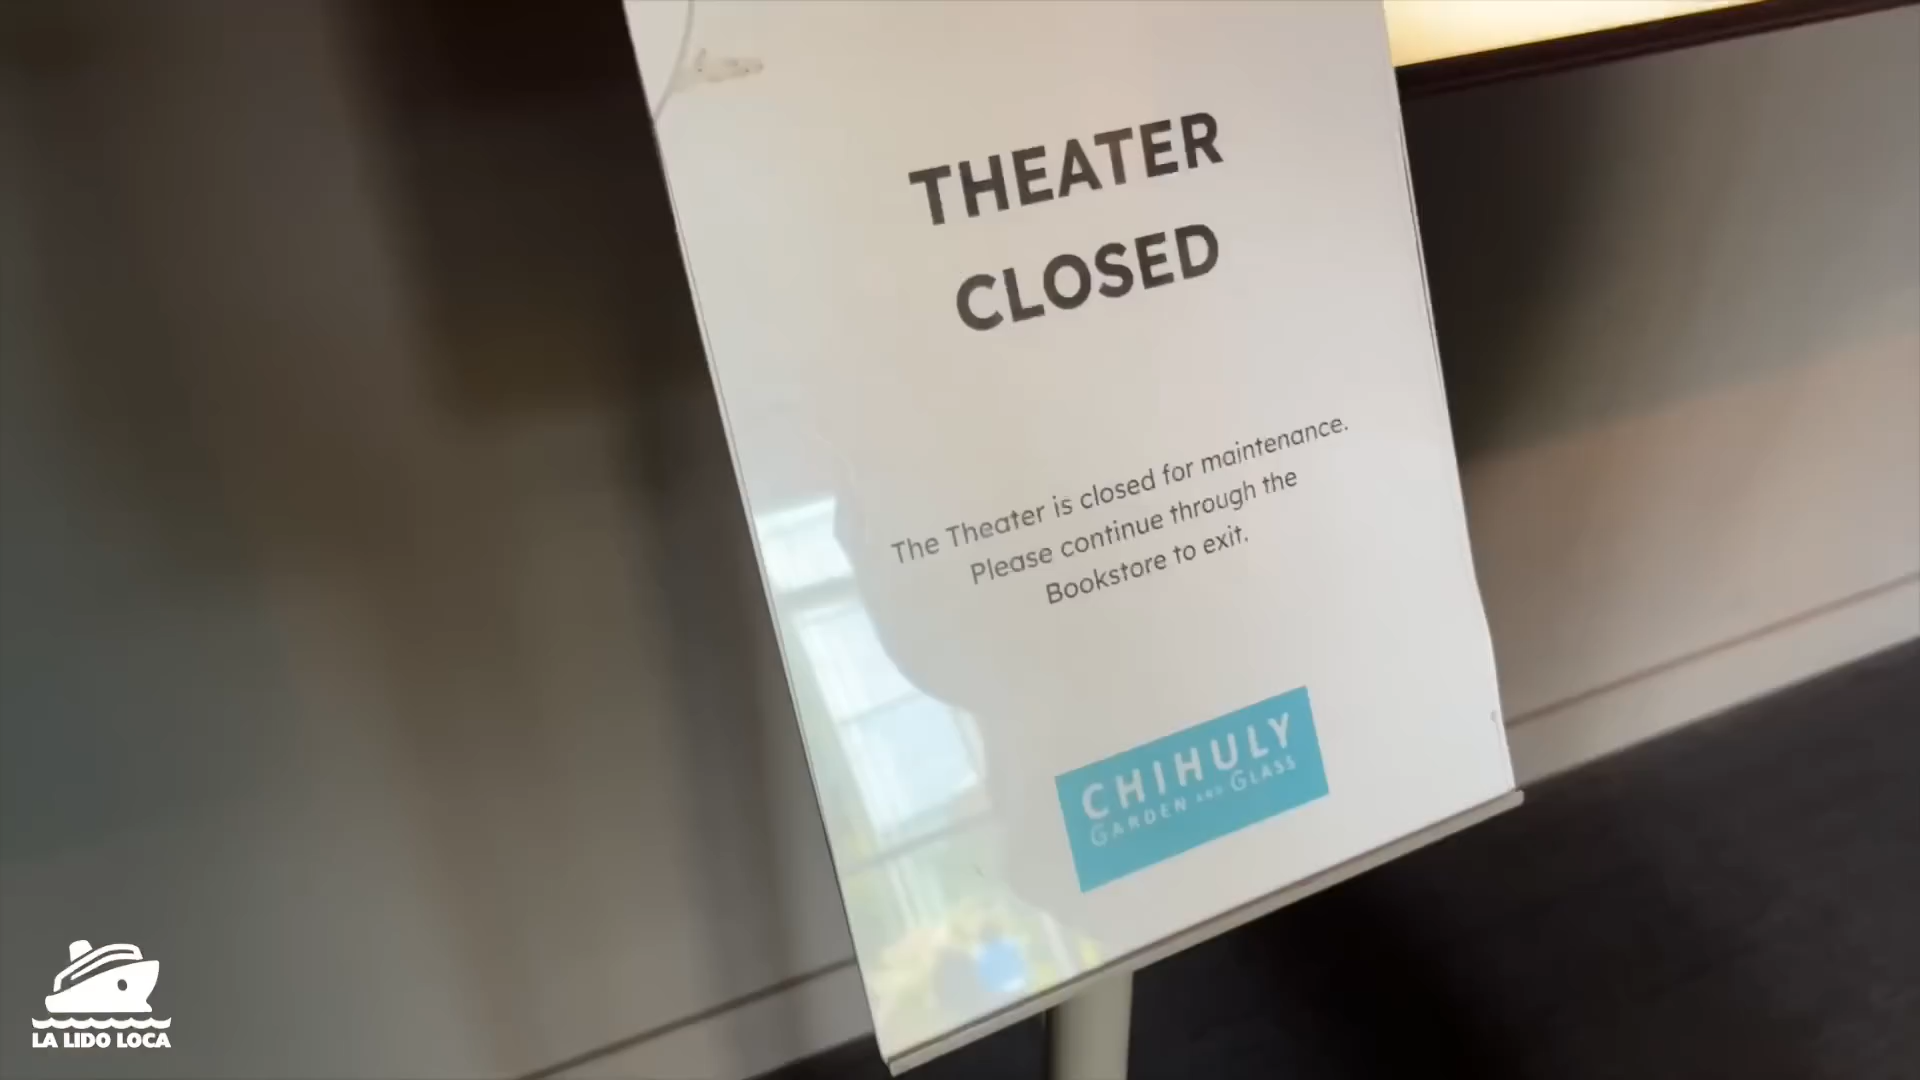 THEATER
CLOSED
The Theater is closed for maintenance.
Please continue through the
Bookstore to exit.
CHIHULY
GARDEN AND GLASS
LA LIDO LOCA